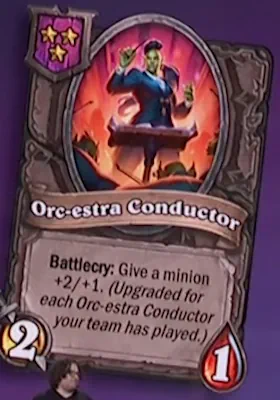 Orc-estra Conductor
Battlecry: Give a minion
+2/+1. (Upgraded for
each Orc-estra Conductor
your team has played.)
2
1